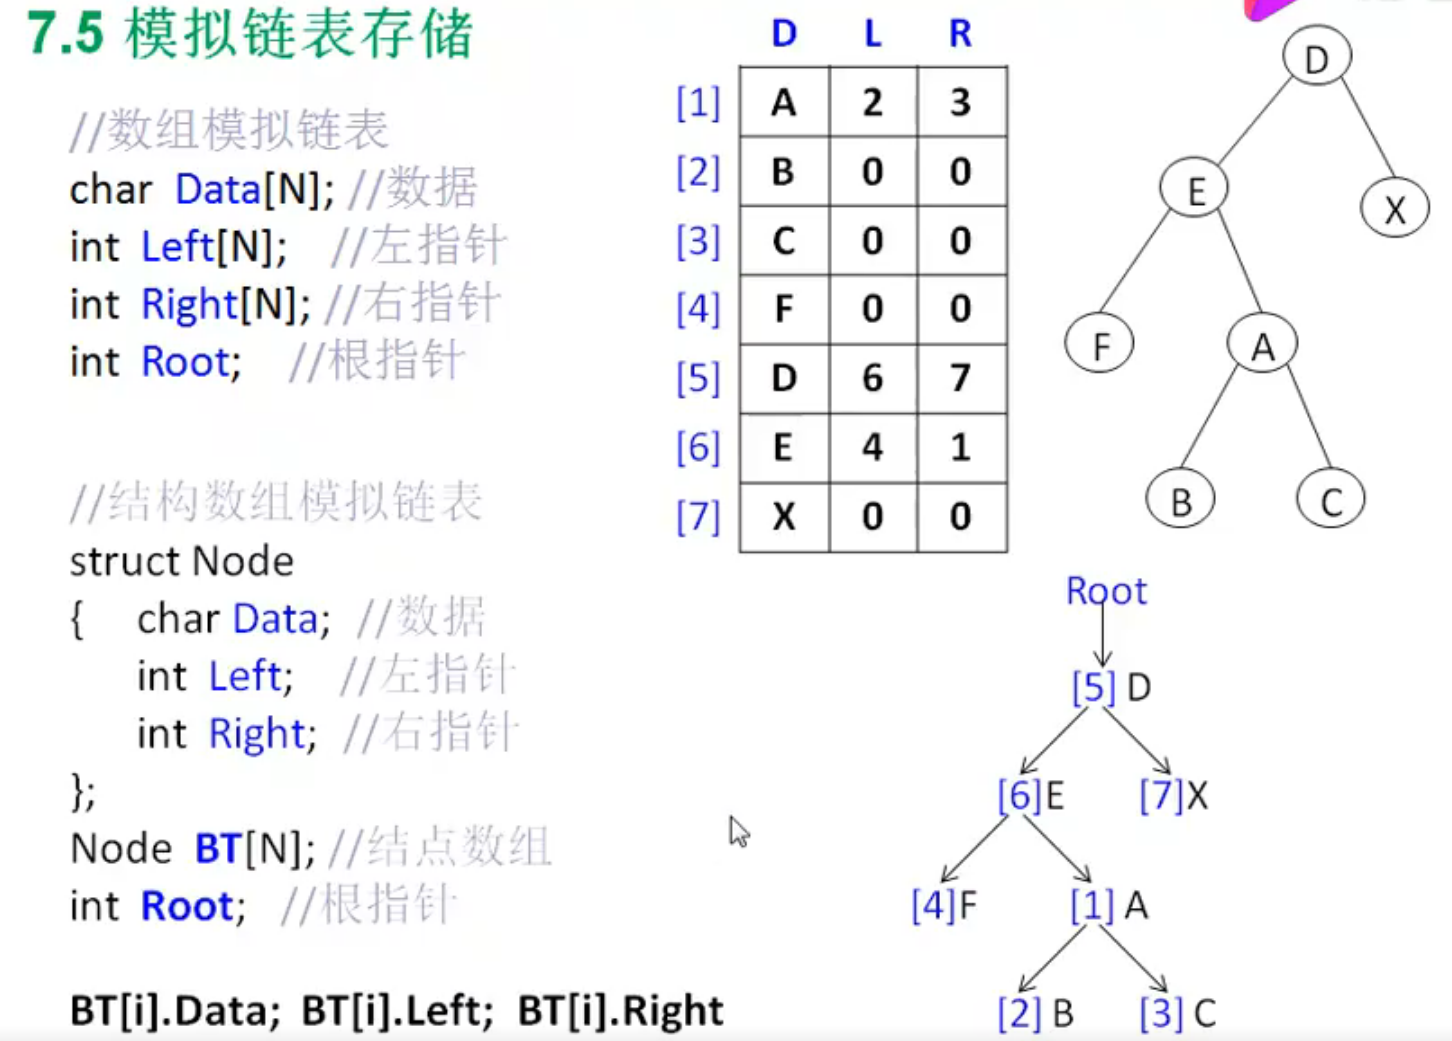 7.5 模拟链表存储
//数组模拟链表
char Data[N]; //数据
int Left[N]; //左指针
int Right[N]; //右指针
int Root; //根指针
//结构数组模拟链表
struct Node
{ char Data; //数据
int Left; //左指针
int Right; //右指针
};
Node BT[N]; //结点数组
int Root; //根指针
BT[i].Data; BT[i].Left; BT[i].Right
D L R
[1] A 2 3
[2] B 0 0
[3] C 0 0
[4] F 0 0
[5] D 6 7
[6] E 4 1
[7] X 0 0
D
E X
F A
B C
Root
[5] D
[6]E [7]X
[4]F [1] A
[2] B [3] C